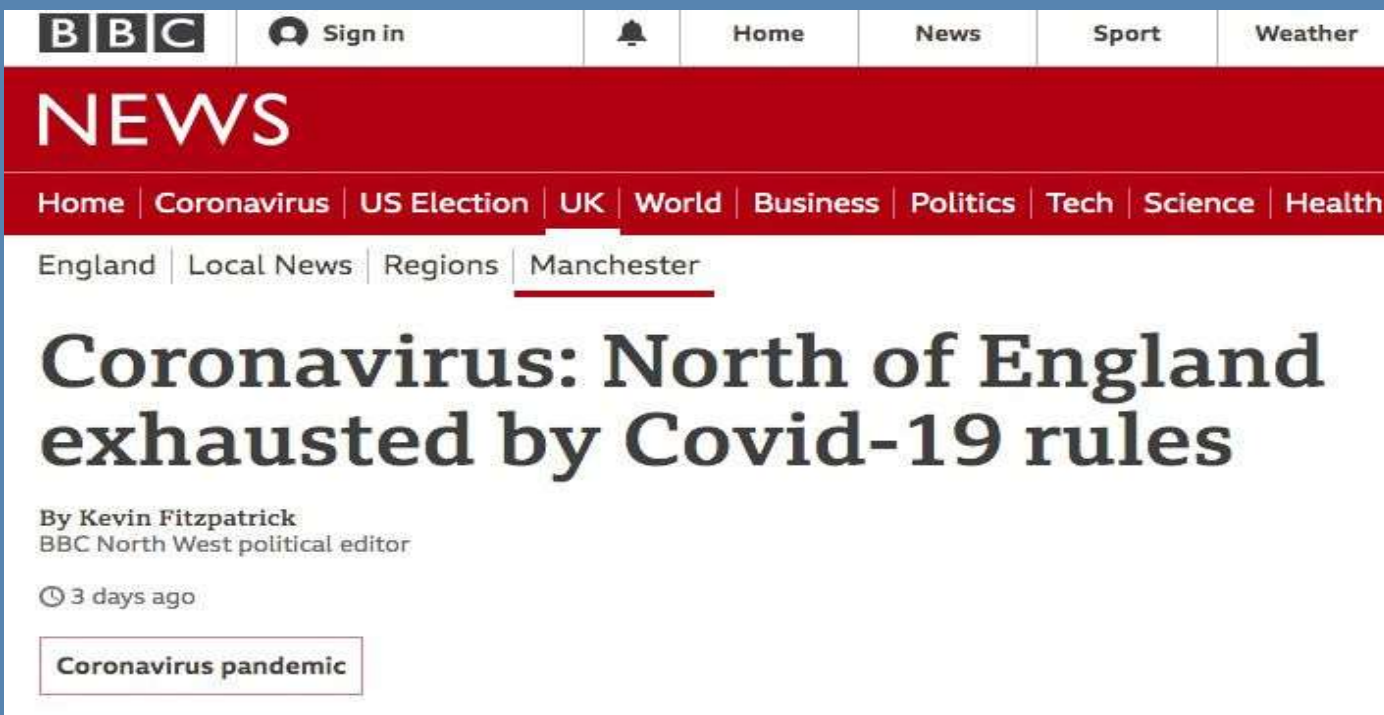 BBC Sign in Home News Sport Weather
NEWS
Home Coronavirus US Election UK World Business Politics Tech Science Health
England Local News Regions Manchester
Coronavirus: North of England
exhausted by Covid-19 rules
By Kevin Fitzpatrick
BBC North West political editor
3 days ago
Coronavirus pandemic